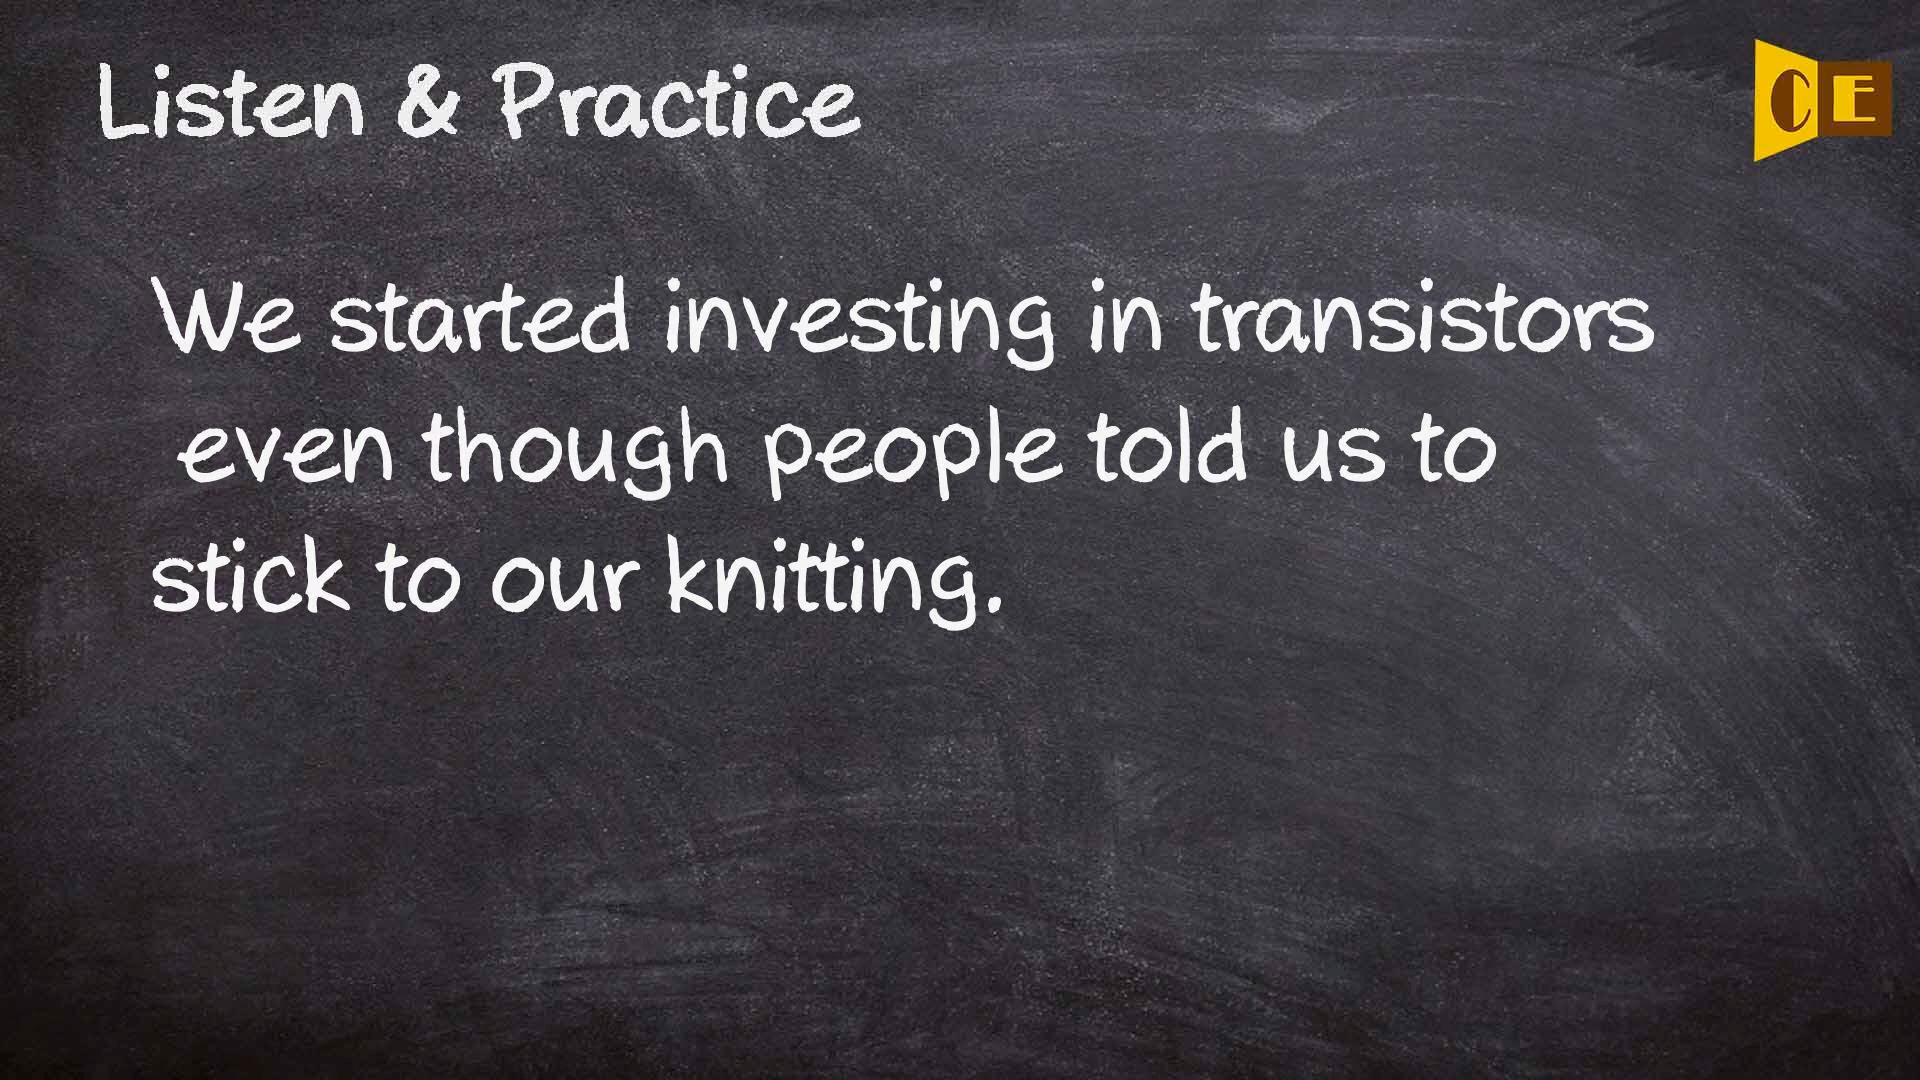 Listen & Practice
CE
We started investing in transistors
even though people told us to
stick to our knitting.